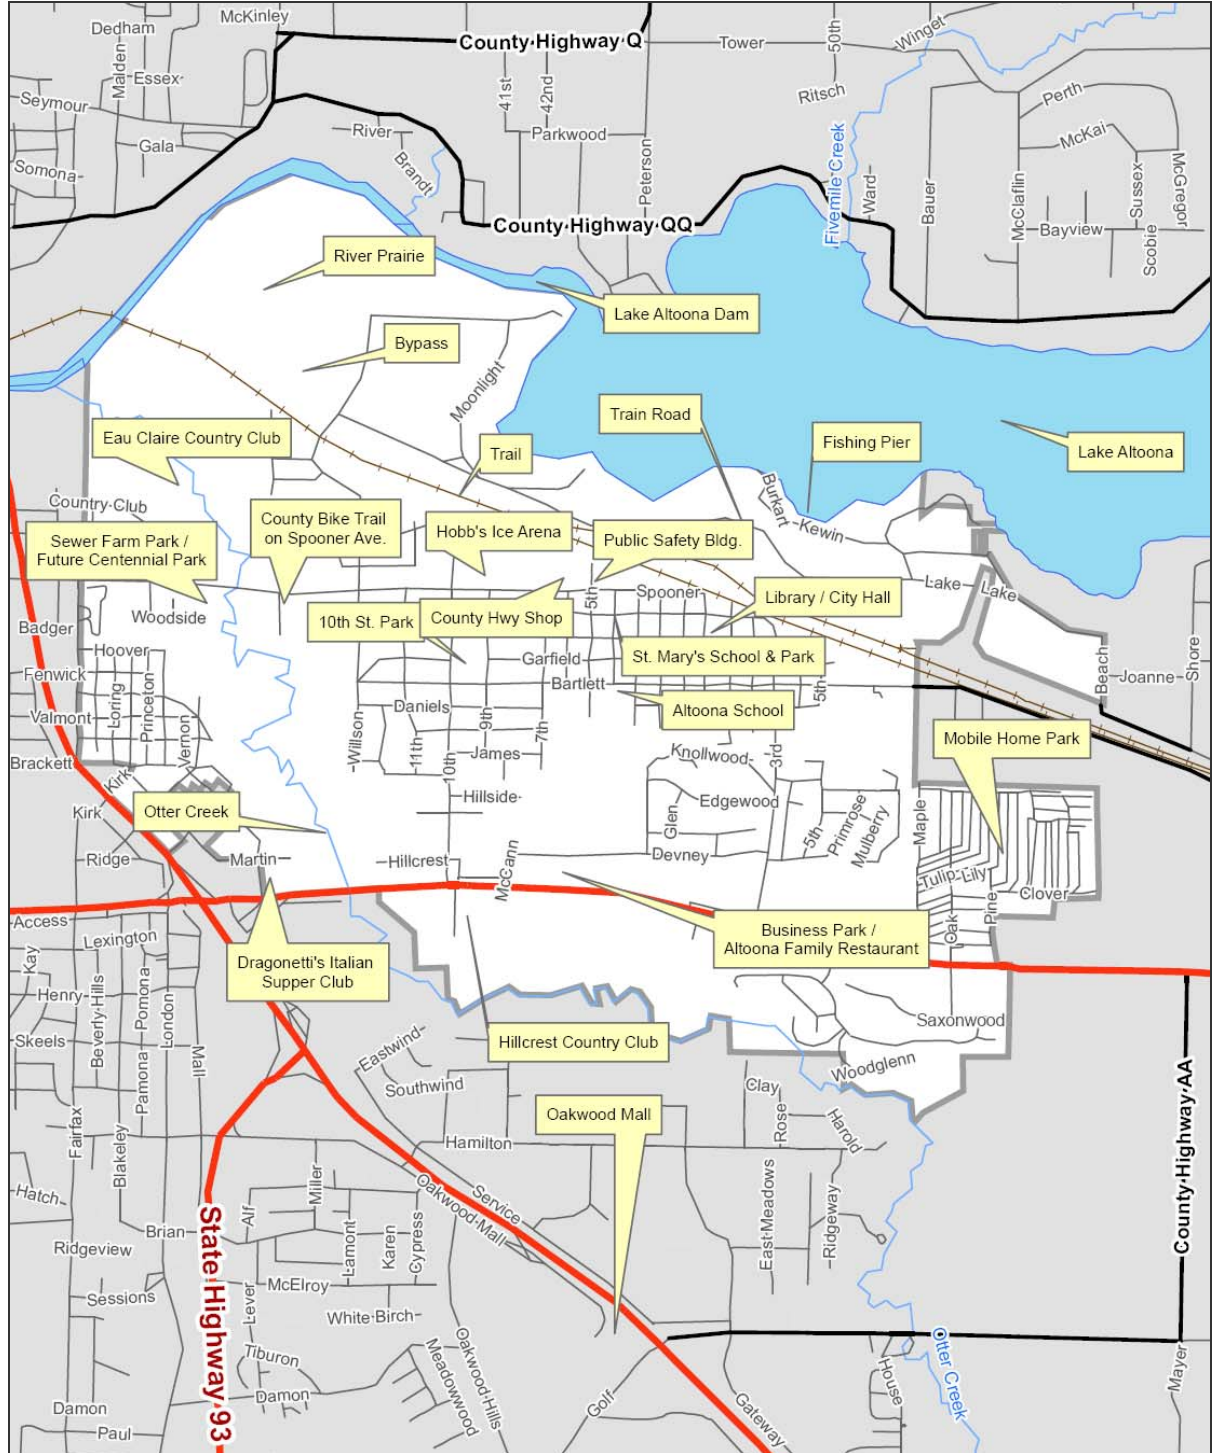 McKinley
Dedham
Malden
Essex
Seymour
Gala
Somona
County Highway Q
Tower
50th
Winget
41st
42nd
Ritsch
Perth
River
Parkwood
McKai
Brandt
Peterson
Fivemile Creek
Ward
Bauer
McClaflin
Sussex
McGregor
County Highway QQ
Bayview
Scobie
River Prairie
Lake Altoona Dam
Bypass
Moonlight
Train Road
Eau Claire Country Club
Trail
Fishing Pier
Lake Altoona
Country Club
Burkart
Kewin
Sewer Farm Park /
Future Centennial Park
County Bike Trail
on Spooner Ave.
Hobb's Ice Arena
Public Safety Bldg.
Lake
Lake
5th
Spooner
Library / City Hall
Woodside
10th St. Park
County Hwy Shop
Badger
Hoover
Garfield
St. Mary's School & Park
Fenwick
Bartlett
5th
Beach
Joanne
Shore
Loring
Princeton
Valmont
Vernon
Daniels
9th
7th
Altoona School
Willson
11th
10th
James
Knollwood
3rd
Mobile Home Park
Brackett
Kirk
Hillside
Edgewood
Otter Creek
Kirk
Glen
5th
Primrose
Mulberry
Maple
Ridge
Martin
Hillcrest
McCann
Devney
Tulip
Lily
Clover
Access
Oak
Pine
Business Park /
Altoona Family Restaurant
Kay
Lexington
Dragonetti's Italian
Supper Club
Henry
Beverly Hills
Pomona
London
Skeels
Pamona
Mall
Saxonwood
Hillcrest Country Club
Eastwind
Woodglenn
Southwind
Clay
Rose
Harold
County Highway AA
Oakwood Mall
Fairfax
Blakeley
Hamilton
Hatch
Miller
Oakwood Mall
Service
East Meadows
Ridgeway
Brian
Alf
Lamont
Karen
Cypress
Ridgeview
State Highway 93
Sessions
Lever
McElroy
White Birch
Tiburon
Meadowwood
Oakwood Hills
Otter Creek
House
Mayer
Damon
Damon
Golf
Gateway
Paul